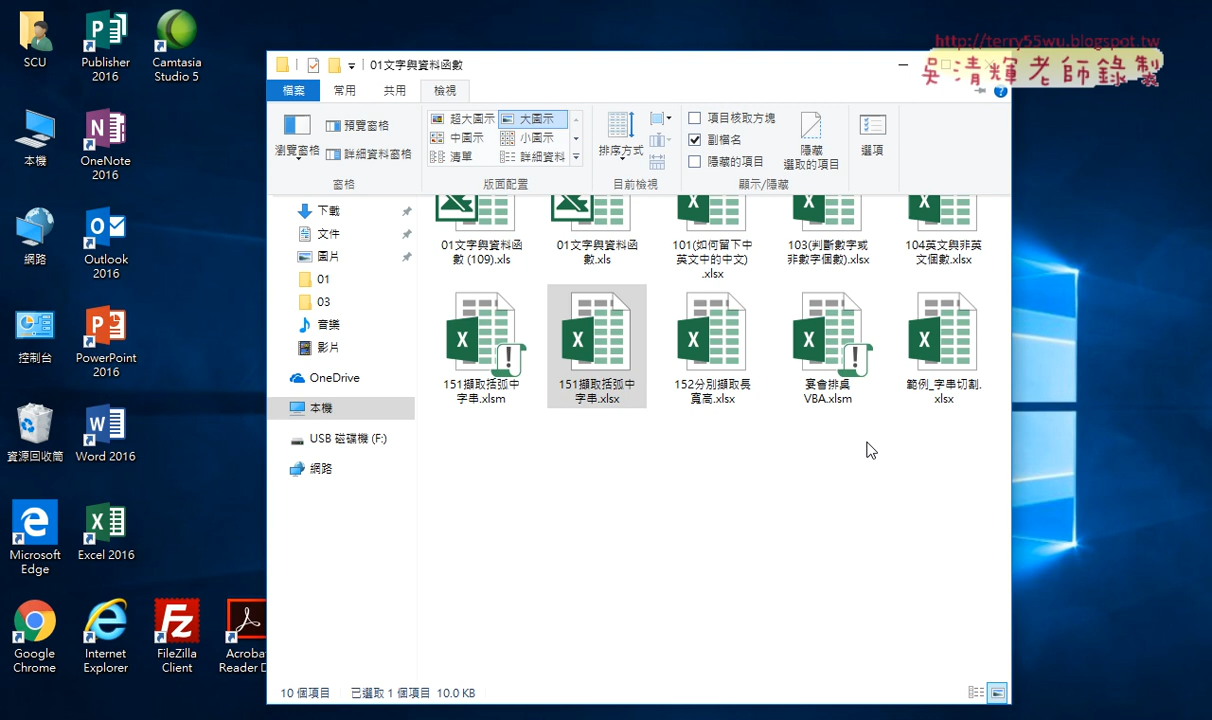 SCU
Publisher
2016
Camtasia
Studio 5
本機
OneNote
2016
網路
Outlook
2016
控制台
PowerPoint
2016
資源回收筒
Word 2016
Microsoft
Edge
Excel 2016
Google
Chrome
Internet
Explorer
FileZilla
Client
Acroba
Reader D
http://terry55wu.blogspot.tw
吳清輝老師錄製
01文字與資料函數
檔案
常用
共用
檢視
瀏覽窗格
預覽窗格
詳細資料窗格
窗格
超大圖示
大圖示
中圖示
小圖示
清單
詳細資料
版面配置
排序方式
目前檢視
項目核取方塊
副檔名
隱藏的項目
隱藏
選取的項目
顯示/隱藏
選項
下載
文件
圖片
01
03
音樂
影片
OneDrive
本機
USB 磁碟機 (F:)
網路
01文字與資料函
數 (109).xls
01文字與資料函
數.xls
101(如何留下中
英文中的中文)
.xlsx
103(判斷數字或
非數字個數).xlsx
104英文與非英
文個數.xlsx
151擷取括弧中
字串.xlsm
151擷取括弧中
字串.xlsx
152分別擷取長
寬高.xlsx
宴會排桌
VBA.xlsm
範例_字串切割.
xlsx
10 個項目
已選取 1 個項目 10.0 KB